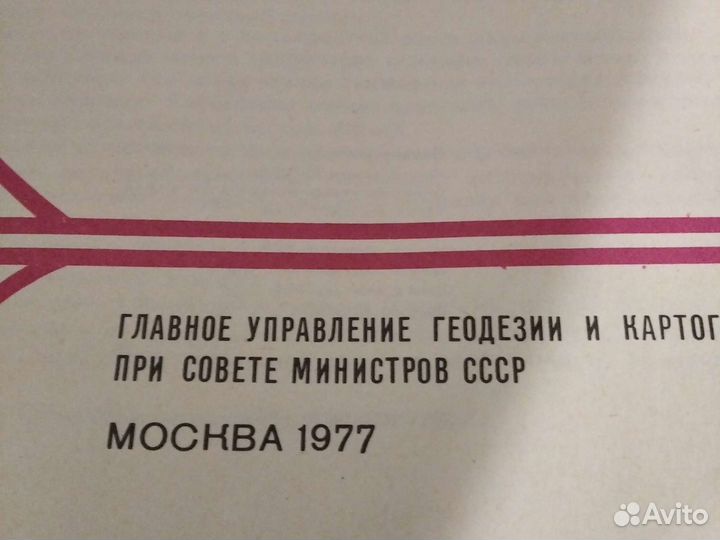 ГЛАВНОЕ УПРАВЛЕНИЕ ГЕОДЕЗИИ И КАРТОГ
ПРИ СОВЕТЕ МИНИСТРОВ СССР
МОСКВА 1977
Avito